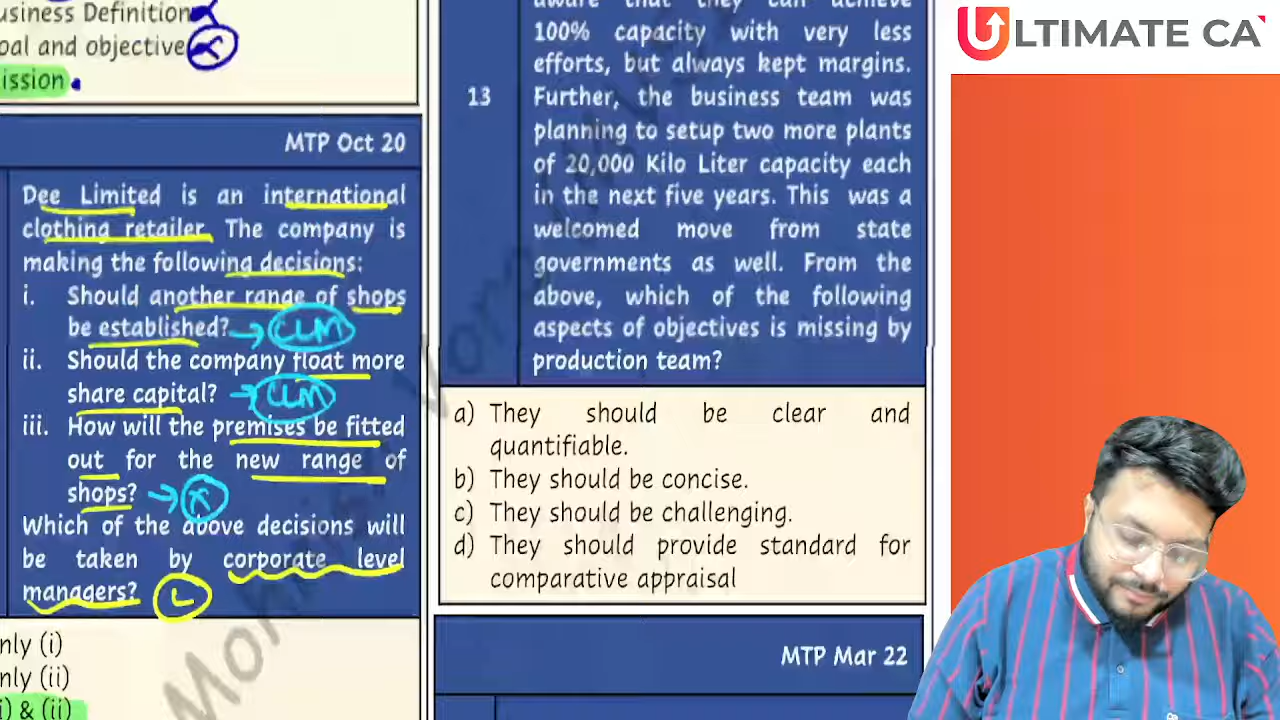 usiness Definition
oal and objective
ission
MTP Oct 20
Dee Limited is an international
clothing retailer. The company is
making the following decisions:
i. Should another range of shops
be established? → CLM
ii. Should the company float more
share capital? → CLM
iii. How will the premises be fitted
out for the new range of
shops? →
Which of the above decisions will
be taken by corporate level
managers?
nly (i)
nly (ii)
i) & (ii)
aware that they can achieve
100% capacity with very less
efforts, but always kept margins.
13 Further, the business team was
planning to setup two more plants
of 20,000 Kilo Liter capacity each
in the next five years. This was a
welcomed move from state
governments as well. From the
above, which of the following
aspects of objectives is missing by
production team?
a) They should be clear and
quantifiable.
b) They should be concise.
c) They should be challenging.
d) They should provide standard for
comparative appraisal
MTP Mar 22
ULTIMATE CA